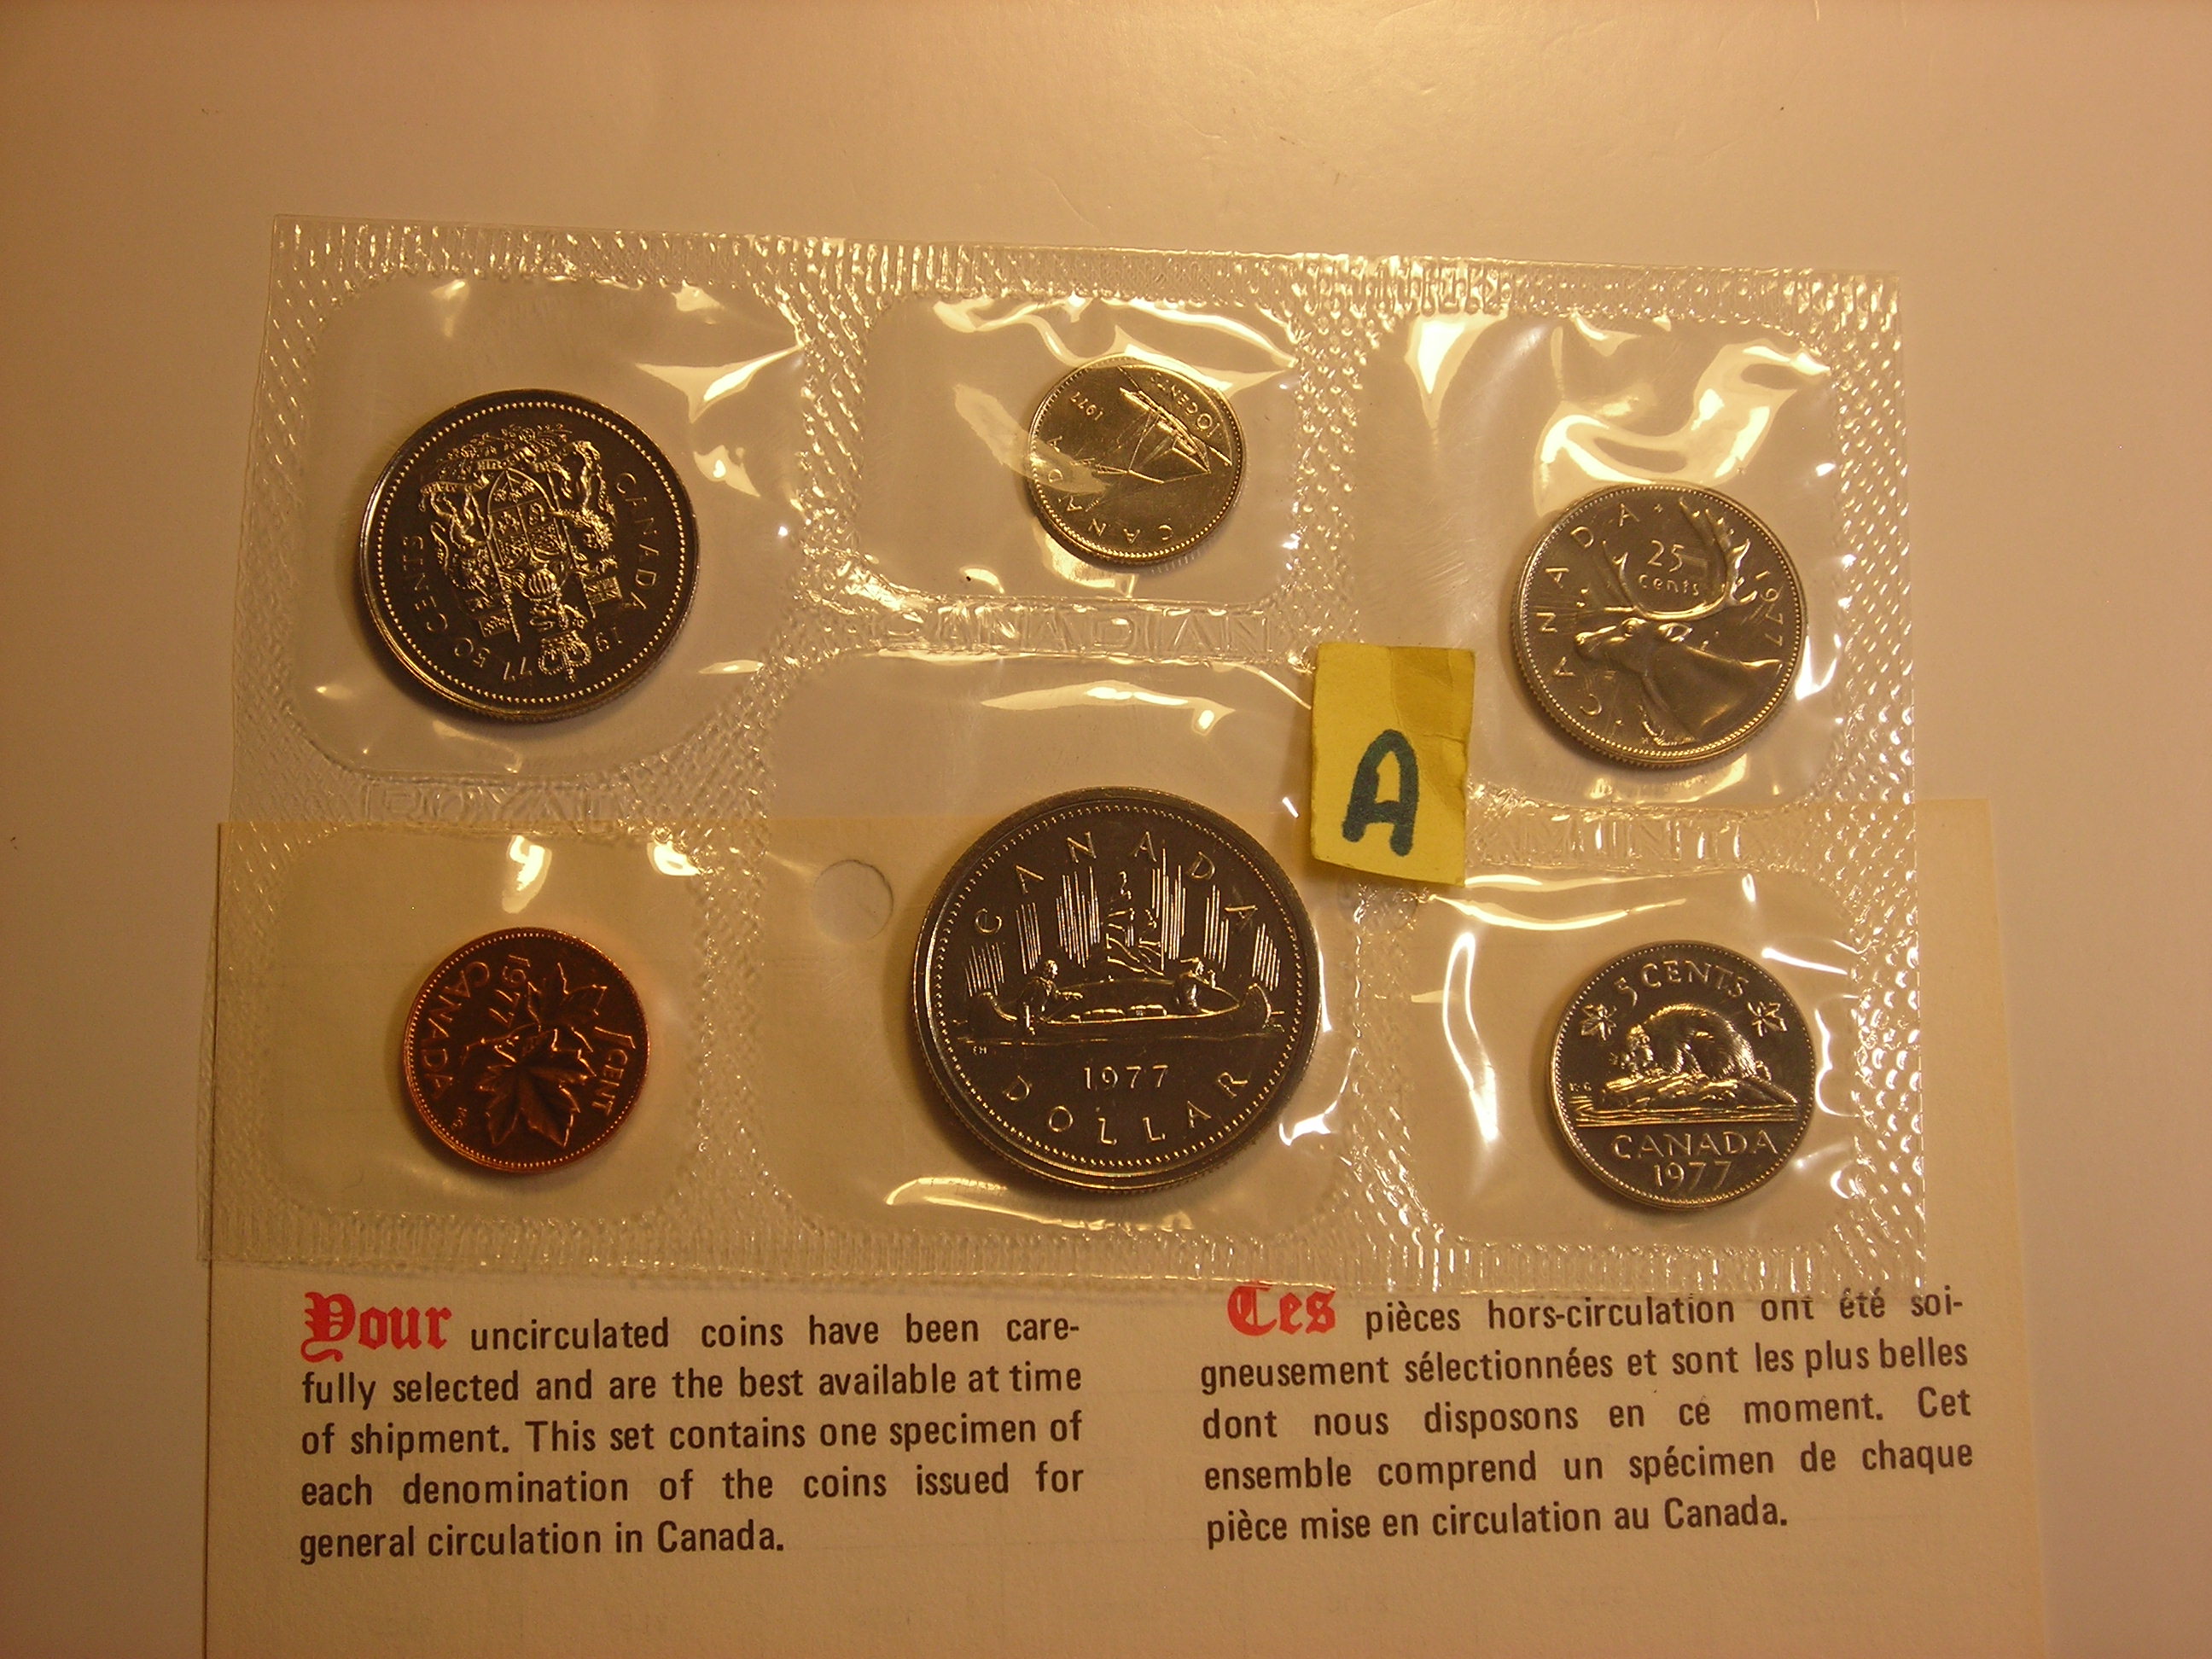 CANADA
50 CENTS
1977
CANADA
10 CENTS
1977
CANADA
25
cents
1977
CANADIAN
ROYAL
A
MINT
1977
CANADA
1 CENT
CANADA
1977
DOLLAR
5 CENTS
CANADA
1977
Your uncirculated coins have been care-
fully selected and are the best available at time
of shipment. This set contains one specimen of
each denomination of the coins issued for
general circulation in Canada.
Ces pièces hors-circulation ont été soi-
gneusement sélectionnées et sont les plus belles
dont nous disposons en ce moment. Cet
ensemble comprend un spécimen de chaque
pièce mise en circulation au Canada.